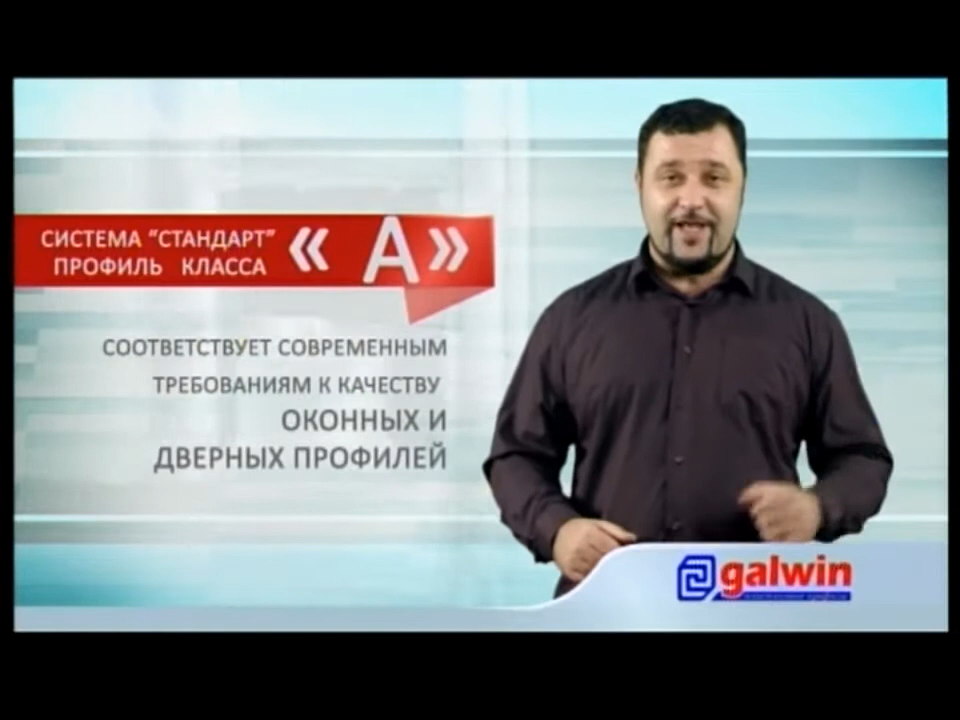 СИСТЕМА “СТАНДАРТ”
ПРОФИЛЬ КЛАССА
« А»
СООТВЕТСТВУЕТ СОВРЕМЕННЫМ
ТРЕБОВАНИЯМ К КАЧЕСТВУ
ОКОННЫХ И
ДВЕРНЫХ ПРОФИЛЕЙ
galwin